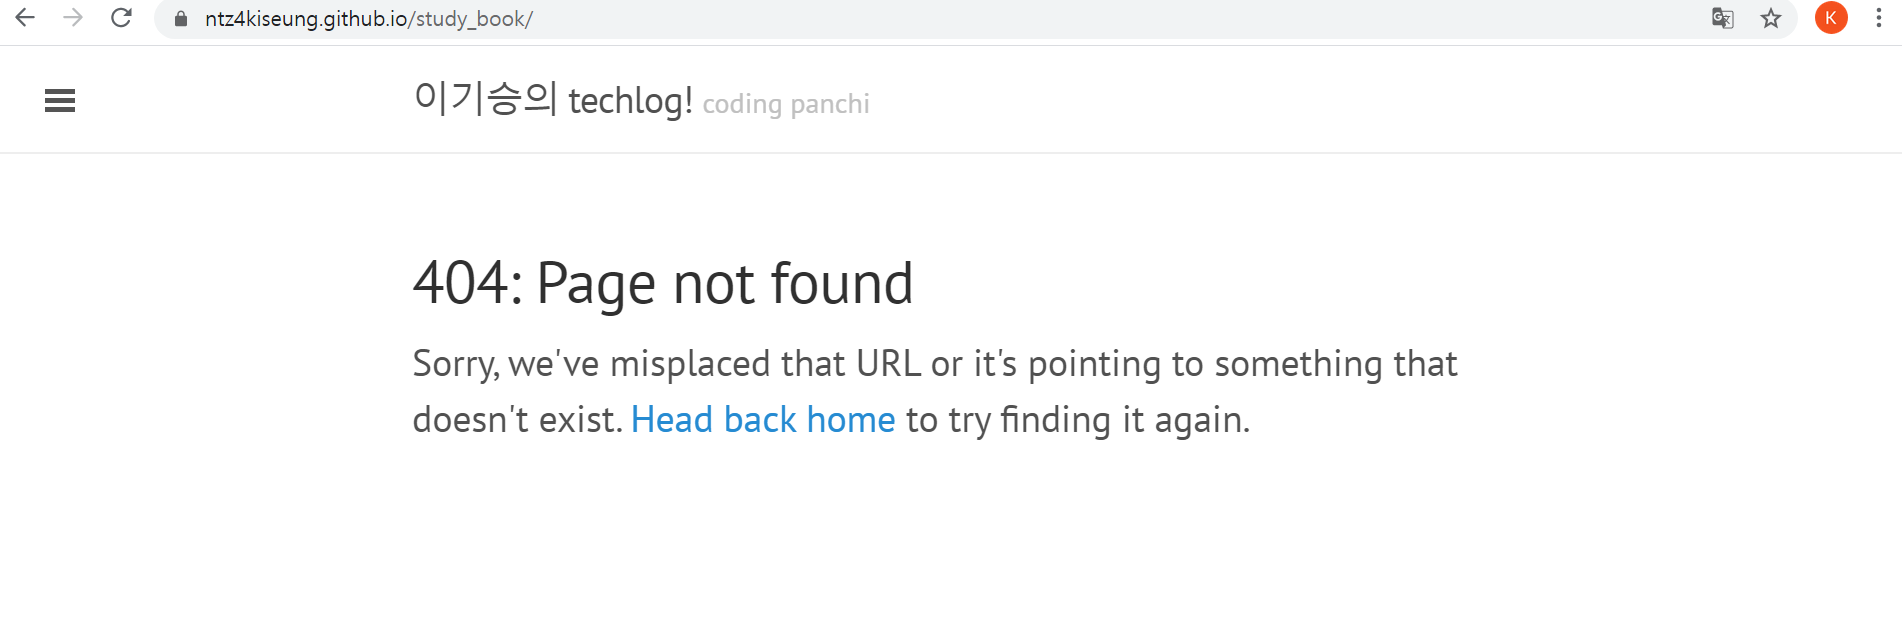 ntz4kiseung.github.io/study_book/
K
이기승의 techlog! coding panchi
404: Page not found
Sorry, we've misplaced that URL or it's pointing to something that
doesn't exist. Head back home to try finding it again.